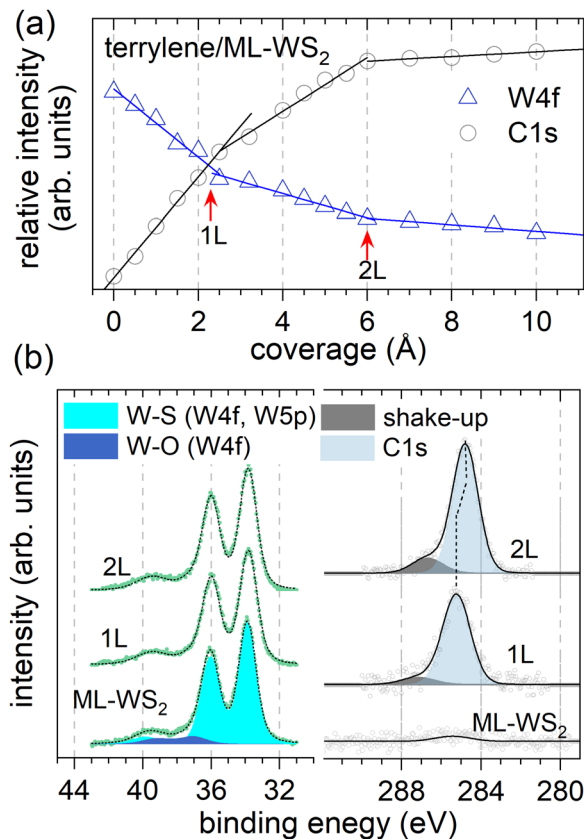 (a)
terrylene/ML-WS₂
W4f
C1s
1L
2L
relative intensity
(arb. units)
0 2 4 6 8 10
coverage (Å)
(b)
W-S (W4f, W5p)
W-O (W4f)
shake-up
C1s
2L
1L
ML-WS₂
2L
1L
ML-WS₂
intensity (arb. units)
44 40 36 32
288 284 280
binding enegy (eV)